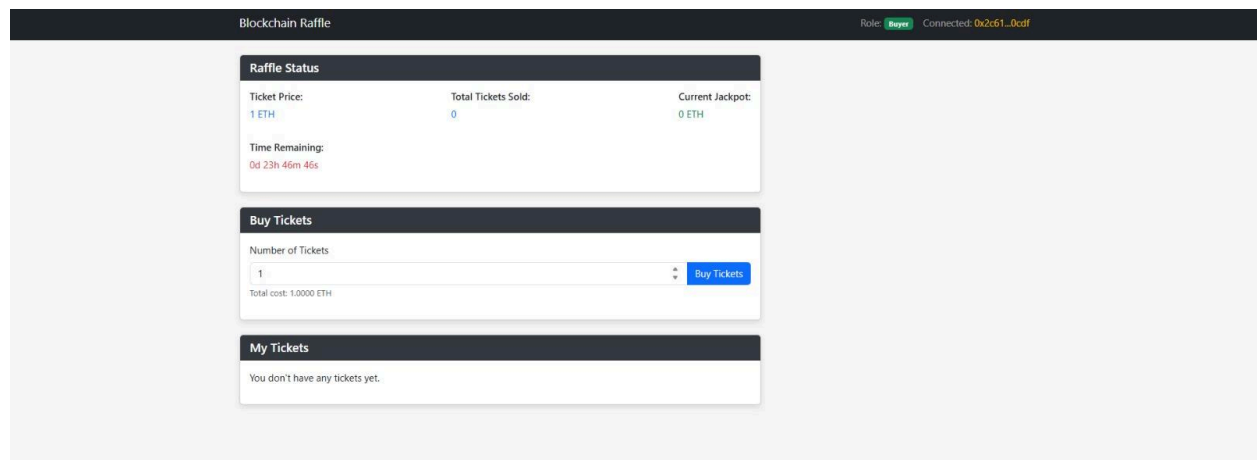 Blockchain Raffle
Role: Buyer Connected: 0x2c61...0cdf
Raffle Status
Ticket Price: Total Tickets Sold: Current Jackpot:
1 ETH 0 0 ETH
Time Remaining:
0d 23h 46m 46s
Buy Tickets
Number of Tickets
1 Buy Tickets
Total cost: 1.0000 ETH
My Tickets
You don't have any tickets yet.